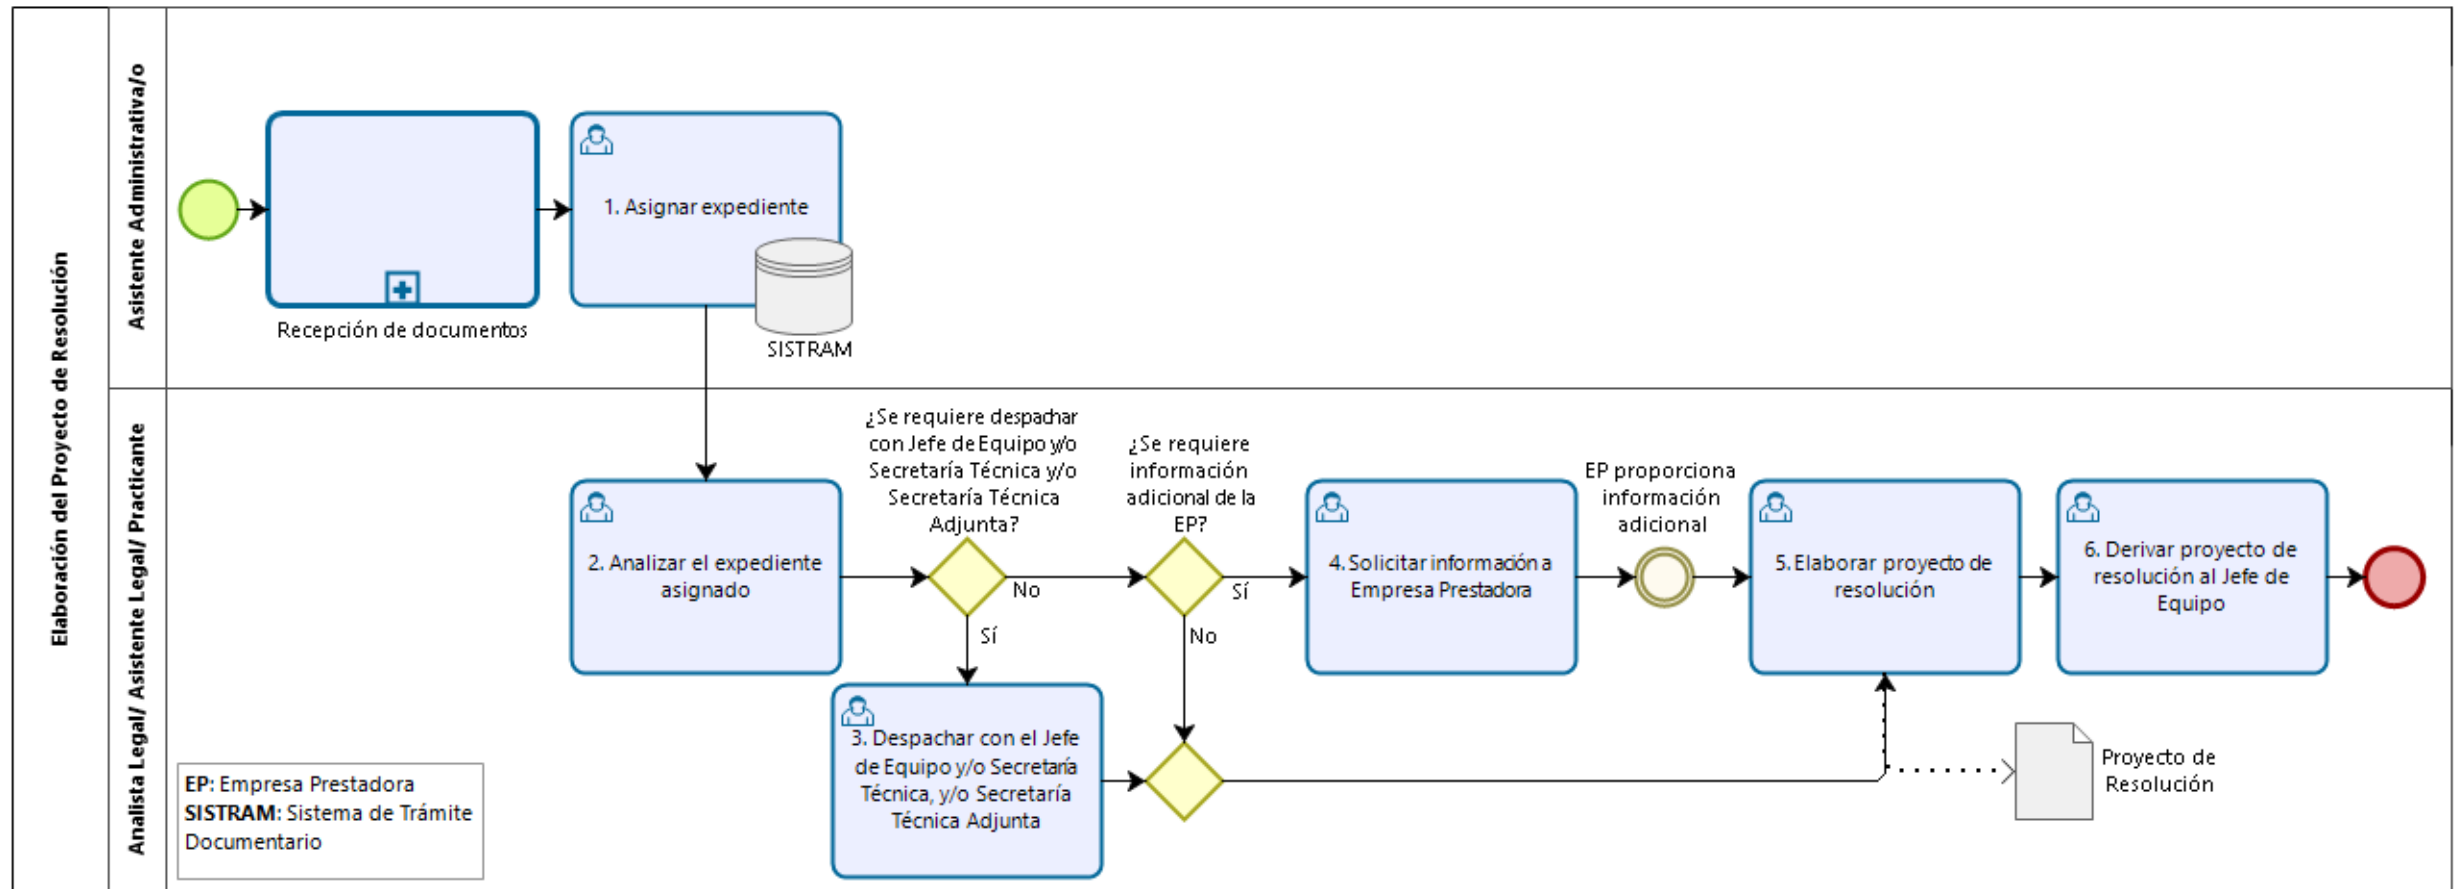 Elaboración del Proyecto de Resolución
Asistente Administrativa/o
Recepción de documentos
1. Asignar expediente
SISTRAM
Analista Legal/ Asistente Legal/ Practicante
2. Analizar el expediente
asignado
¿Se requiere despachar
con Jefe de Equipo y/o
Secretaría Técnica y/o
Secretaría Técnica
Adjunta?
No
Sí
¿Se requiere
información
adicional de la
EP?
Sí
No
3. Despachar con el Jefe
de Equipo y/o Secretaría
Técnica, y/o Secretaría
Técnica Adjunta
4. Solicitar información a
Empresa Prestadora
EP proporciona
información
adicional
5. Elaborar proyecto de
resolución
6. Derivar proyecto de
resolución al Jefe de
Equipo
Proyecto de
Resolución
EP: Empresa Prestadora
SISTRAM: Sistema de Trámite
Documentario